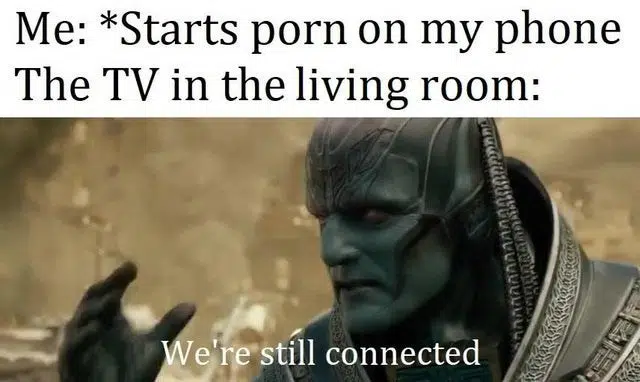 Me: *Starts porn on my phone
The TV in the living room:
We're still connected